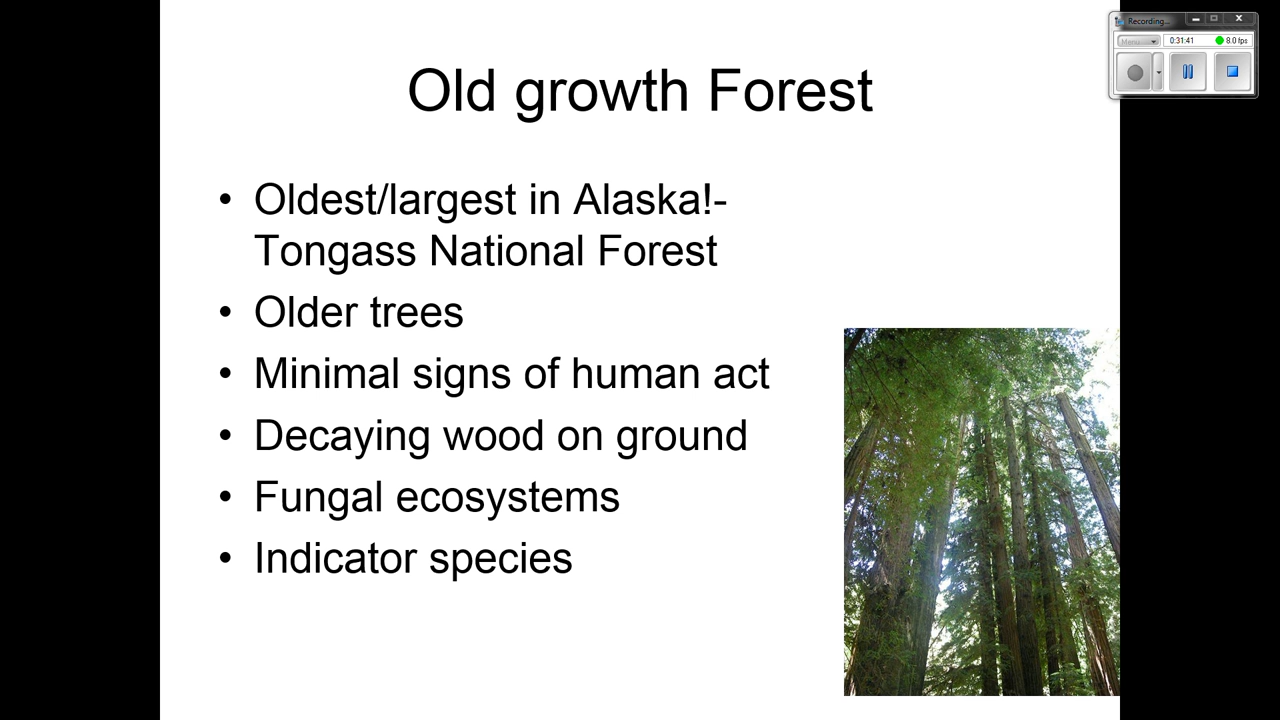 Old growth Forest
• Oldest/largest in Alaska!-
Tongass National Forest
• Older trees
• Minimal signs of human act
• Decaying wood on ground
• Fungal ecosystems
• Indicator species
Recording...
Menu
0:31:41
8.0 fps